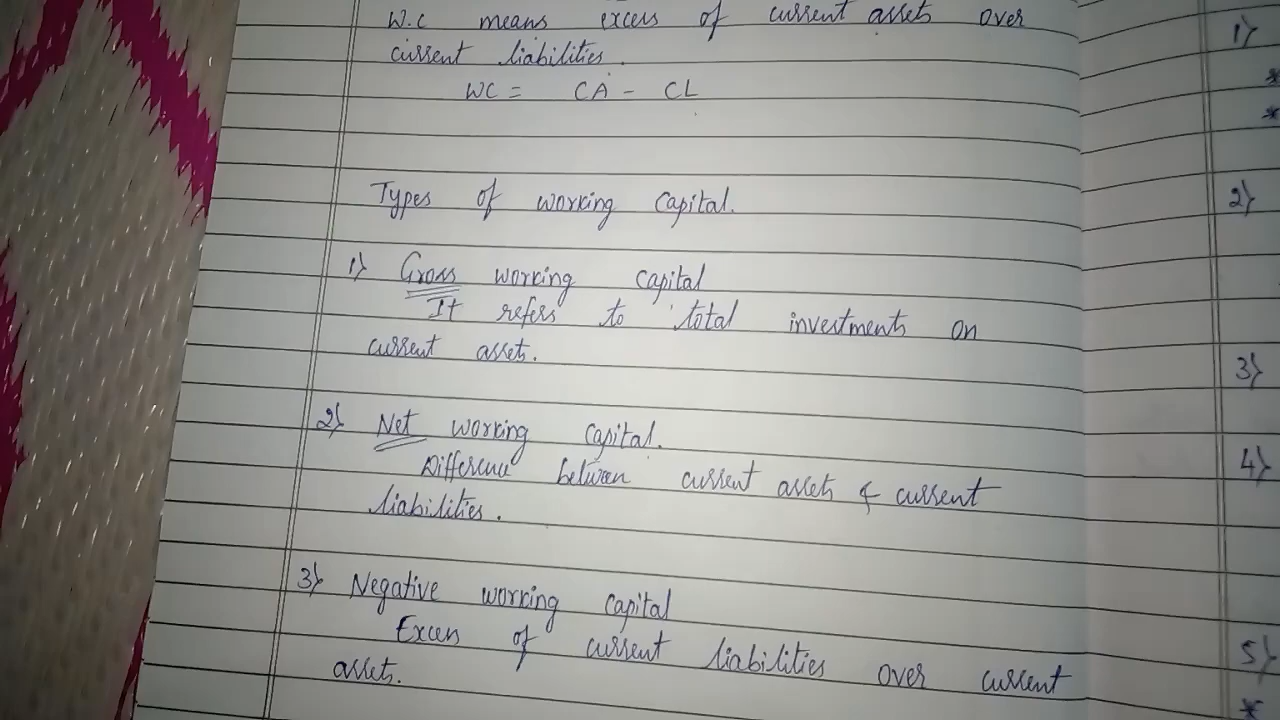 W.C means excess of current assets over
current liabilities.
WC = CA - CL
Types of working capital.
1) Gross working capital
It refers to total investments on
current assets.
2) Net working capital.
Difference between current assets & current
liabilities.
3) Negative working capital
Excess of current liabilities over current
assets.
1)
*
*
2)
3)
4)
5)
*